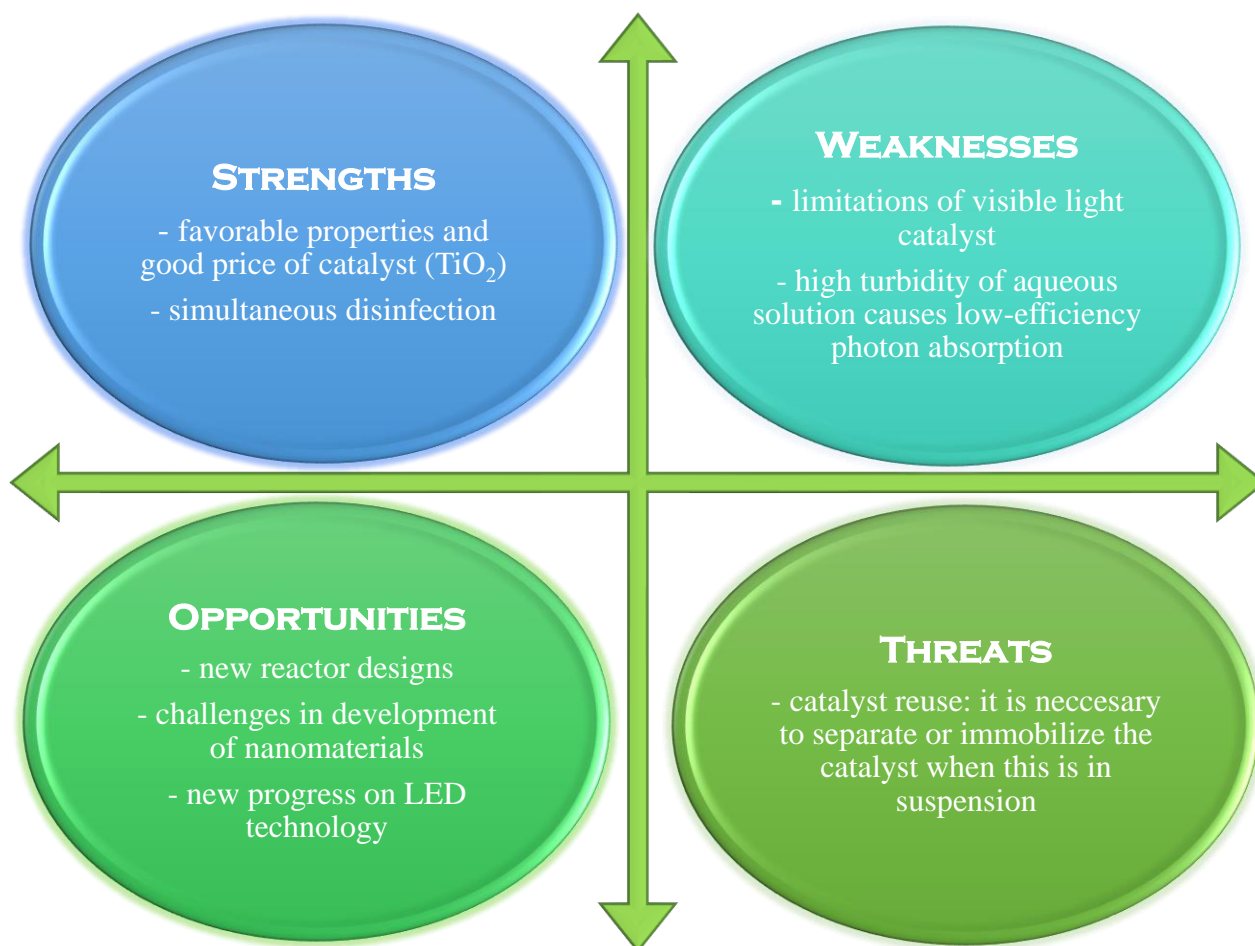 STRENGTHS
- favorable properties and
good price of catalyst (TiO₂)
- simultaneous disinfection
WEAKNESSES
- limitations of visible light
catalyst
- high turbidity of aqueous
solution causes low-efficiency
photon absorption
OPPORTUNITIES
- new reactor designs
- challenges in development
of nanomaterials
- new progress on LED
technology
THREATS
- catalyst reuse: it is neccesary
to separate or immobilize the
catalyst when this is in
suspension